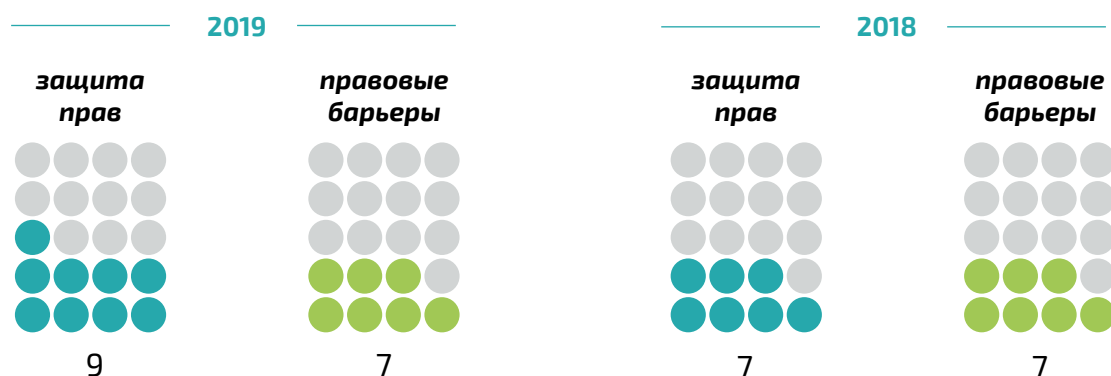 2019
2018
защита
прав
правовые
барьеры
защита
прав
правовые
барьеры
9
7
7
7